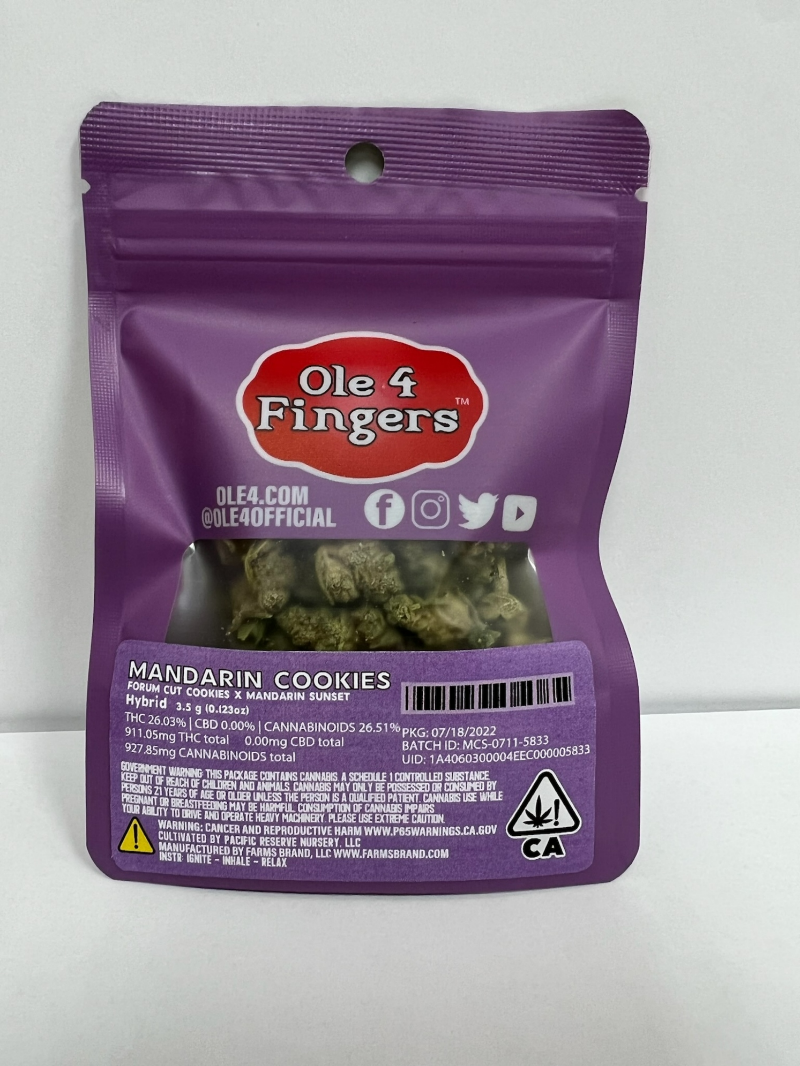 Ole 4
Fingers™
OLE4.COM
@OLE4OFFICIAL
MANDARIN COOKIES
FORUM CUT COOKIES X MANDARIN SUNSET
Hybrid 3.5 g (0.123oz)
THC 26.03% | CBD 0.00% | CANNABINOIDS 26.51%
911.05mg THC total 0.00mg CBD total
927.85mg CANNABINOIDS total
PKG: 07/18/2022
BATCH ID: MCS-0711-5833
UID: 1A4060300004EEC000005833
GOVERNMENT WARNING: THIS PACKAGE CONTAINS CANNABIS, A SCHEDULE I CONTROLLED SUBSTANCE.
KEEP OUT OF REACH OF CHILDREN AND ANIMALS. CANNABIS MAY ONLY BE POSSESSED OR CONSUMED BY
PERSONS 21 YEARS OF AGE OR OLDER UNLESS THE PERSON IS A QUALIFIED PATIENT. CANNABIS USE WHILE
PREGNANT OR BREASTFEEDING MAY BE HARMFUL. CONSUMPTION OF CANNABIS IMPAIRS
YOUR ABILITY TO DRIVE AND OPERATE HEAVY MACHINERY. PLEASE USE EXTREME CAUTION.
WARNING: CANCER AND REPRODUCTIVE HARM WWW.P65WARNINGS.CA.GOV
CULTIVATED BY PACIFIC RESERVE NURSERY, LLC
MANUFACTURED BY FARMS BRAND, LLC WWW.FARMSBRAND.COM
INSTR: IGNITE - INHALE - RELAX
!
CA